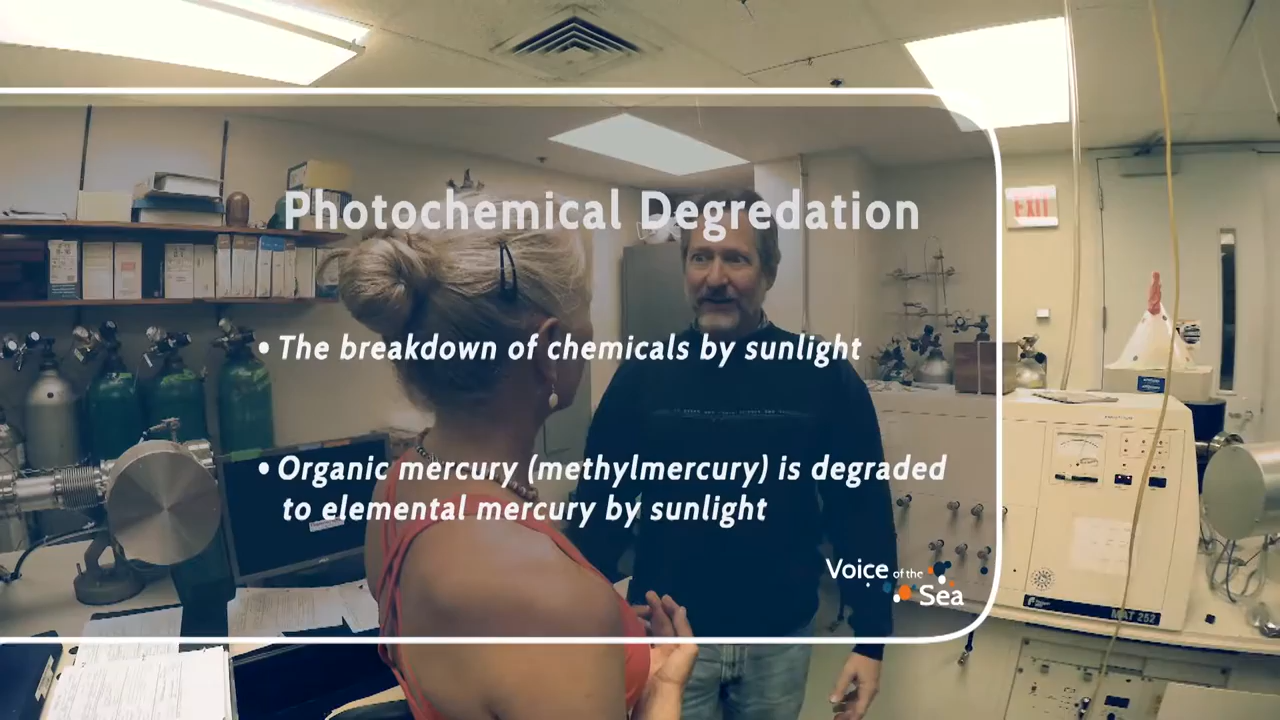 EXIT
Photochemical Degredation
• The breakdown of chemicals by sunlight
• Organic mercury (methylmercury) is degraded
to elemental mercury by sunlight
Voice of the
Sea
MAT 252